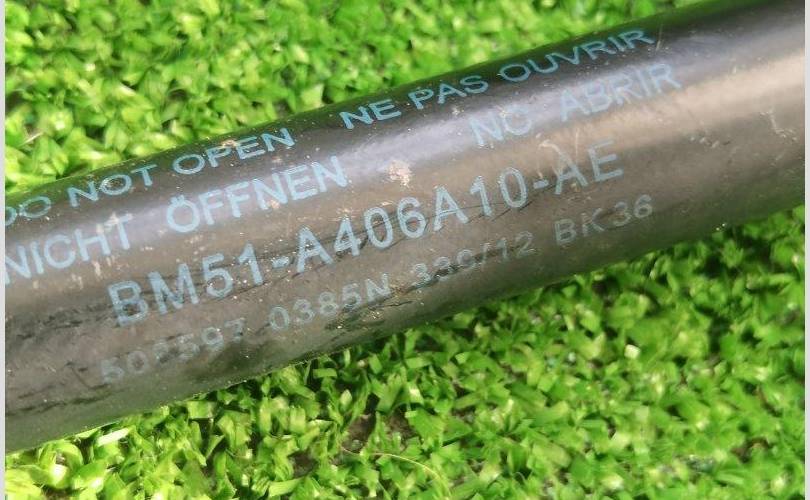 DO NOT OPEN NE PAS OUVRIR
NICHT ÖFFNEN NO ABRIR
BM51-A406A10-AE
0385N 339/12 BK36